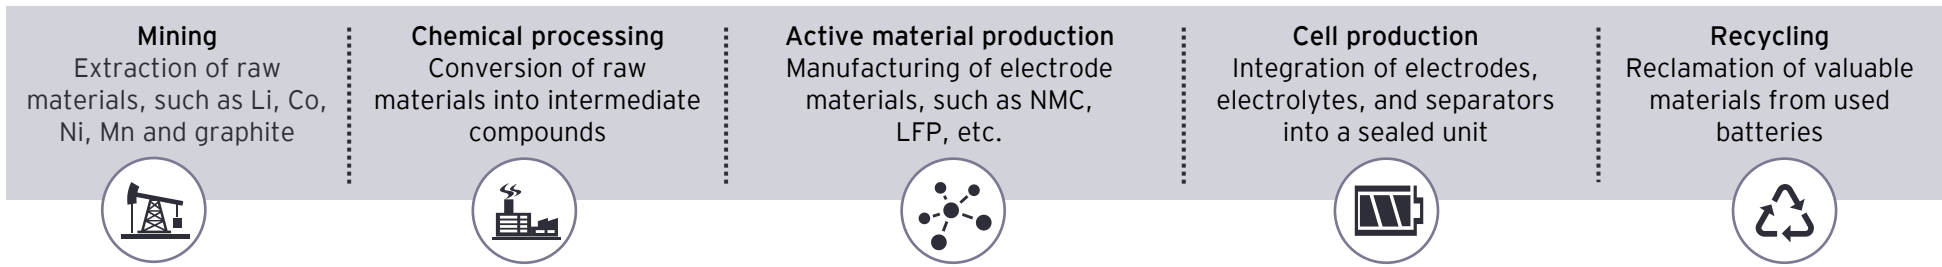 Mining
Extraction of raw
materials, such as Li, Co,
Ni, Mn and graphite
Chemical processing
Conversion of raw
materials into intermediate
compounds
Active material production
Manufacturing of electrode
materials, such as NMC,
LFP, etc.
Cell production
Integration of electrodes,
electrolytes, and separators
into a sealed unit
Recycling
Reclamation of valuable
materials from used
batteries